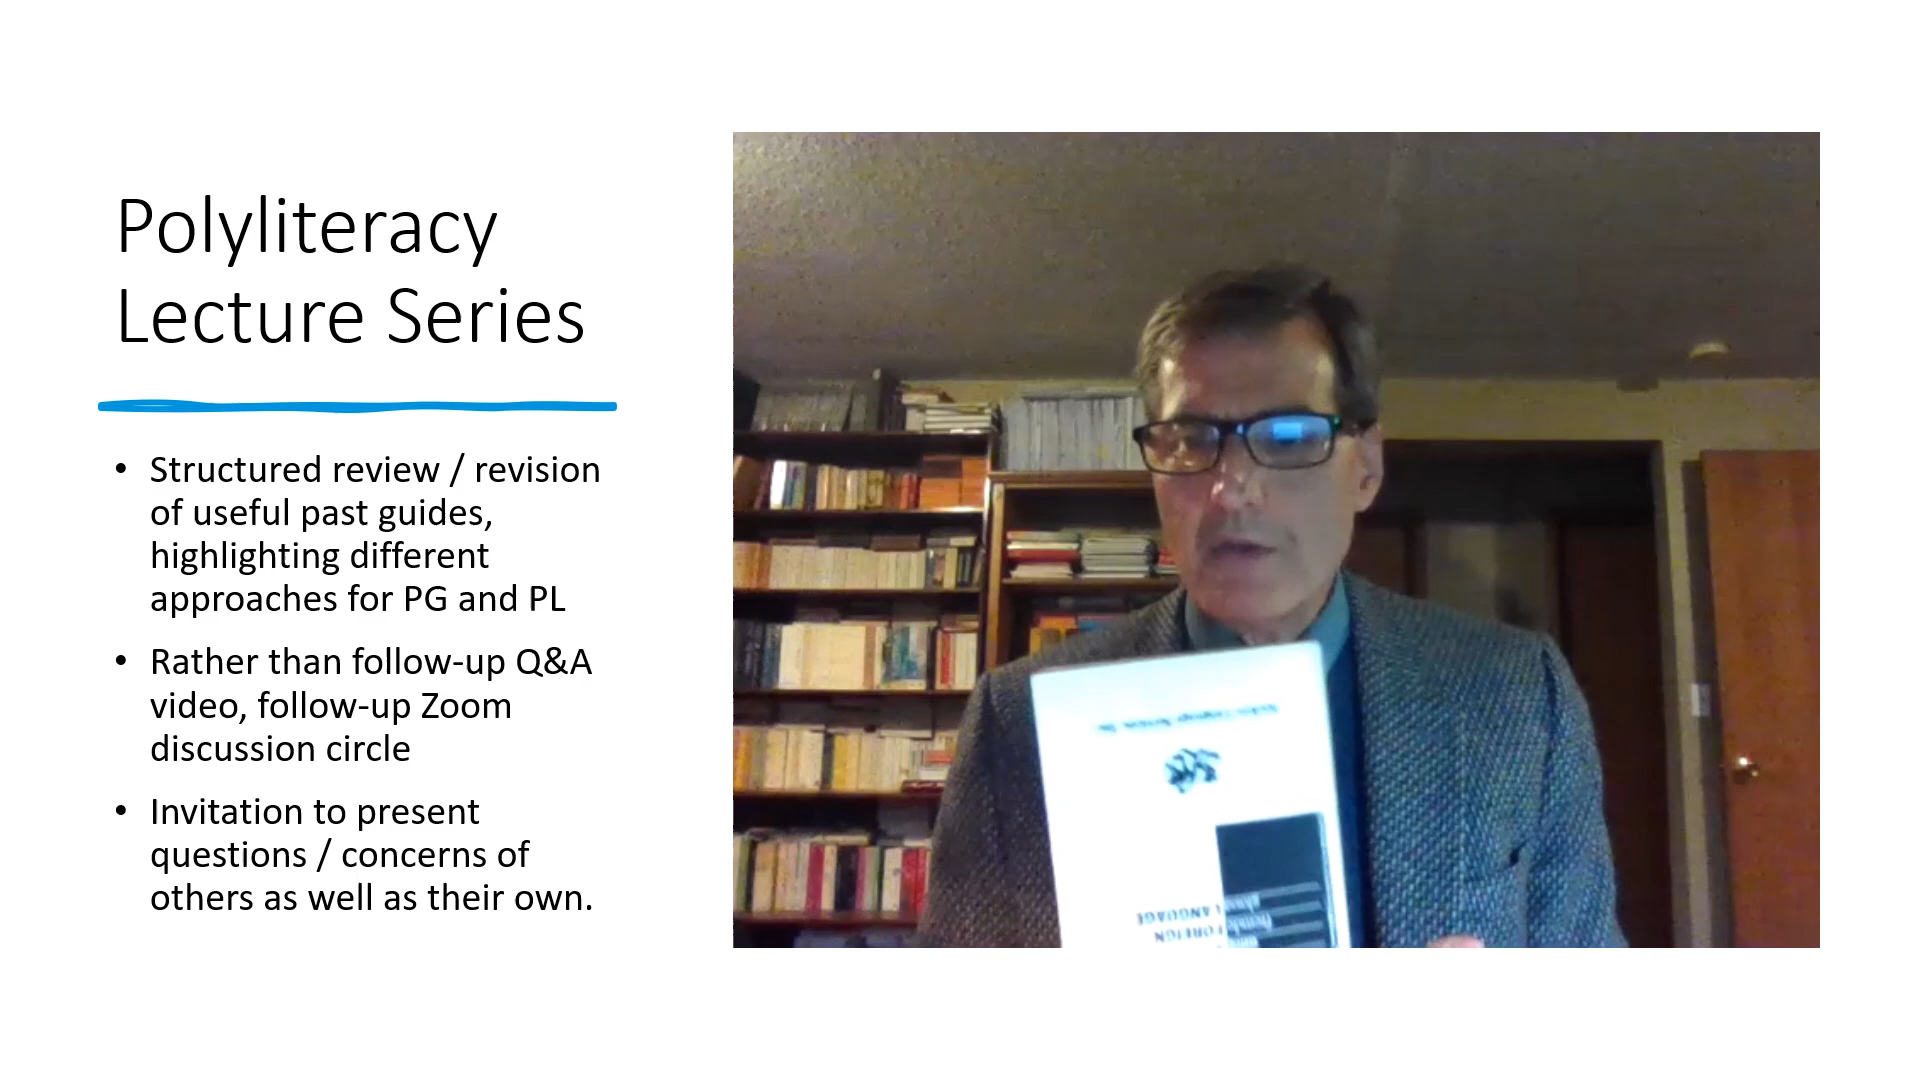 Polyliteracy
Lecture Series
• Structured review / revision
of useful past guides,
highlighting different
approaches for PG and PL
• Rather than follow-up Q&A
video, follow-up Zoom
discussion circle
• Invitation to present
questions / concerns of
others as well as their own.
FOREIGN
LANGUAGE